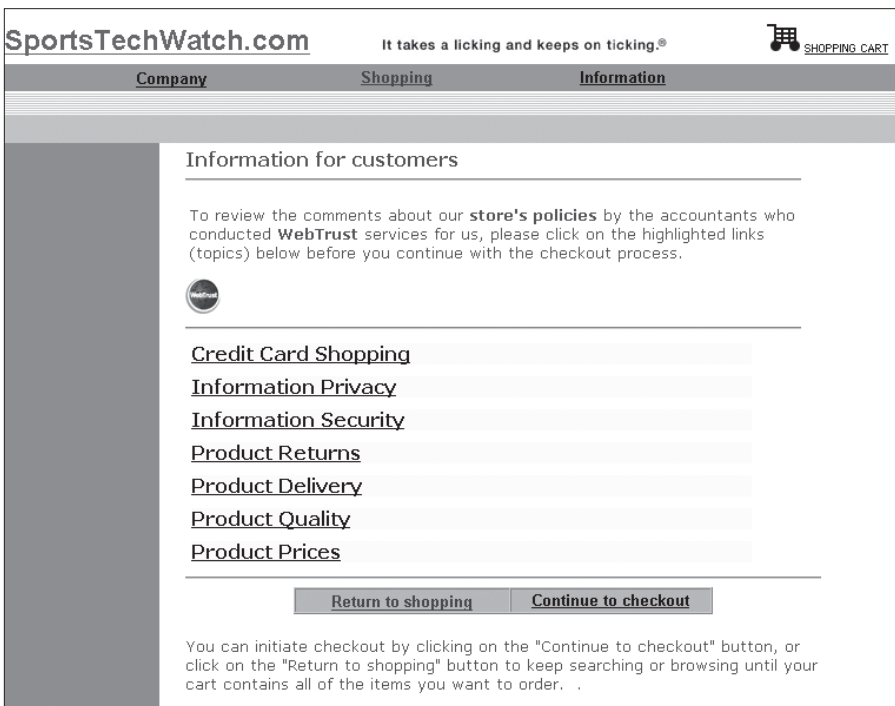 SportsTechWatch.com It takes a licking and keeps on ticking.® SHOPPING CART
Company Shopping Information
Information for customers
To review the comments about our store's policies by the accountants who
conducted WebTrust services for us, please click on the highlighted links
(topics) below before you continue with the checkout process.
WebTrust
Credit Card Shopping
Information Privacy
Information Security
Product Returns
Product Delivery
Product Quality
Product Prices
Return to shopping Continue to checkout
You can initiate checkout by clicking on the "Continue to checkout" button, or
click on the "Return to shopping" button to keep searching or browsing until your
cart contains all of the items you want to order. .